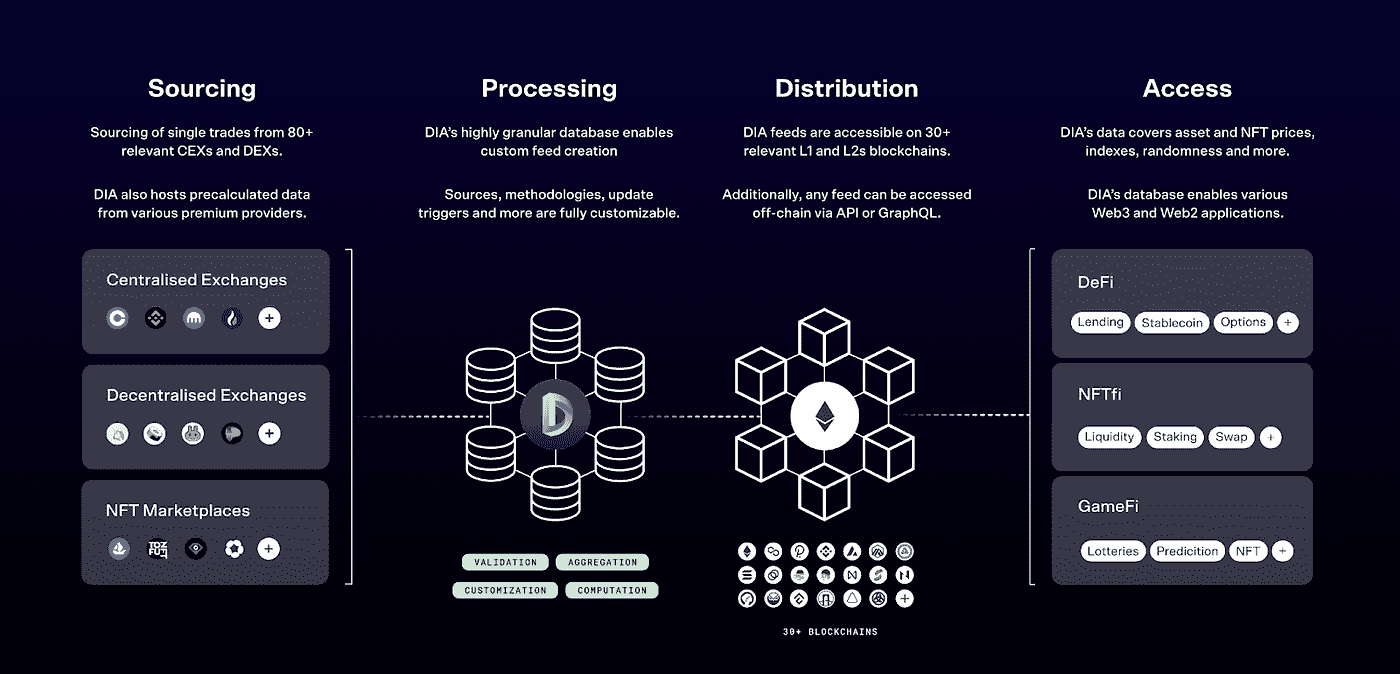 Sourcing
Sourcing of single trades from 80+
relevant CEXs and DEXs.
DIA also hosts precalculated data
from various premium providers.
Centralised Exchanges
+
Decentralised Exchanges
+
NFT Marketplaces
+
Processing
DIA's highly granular database enables
custom feed creation
Sources, methodologies, update
triggers and more are fully customizable.
VALIDATION
AGGREGATION
CUSTOMIZATION
COMPUTATION
Distribution
DIA feeds are accessible on 30+
relevant L1 and L2s blockchains.
Additionally, any feed can be accessed
off-chain via API or GraphQL.
+
30+ BLOCKCHAINS
Access
DIA's data covers asset and NFT prices,
indexes, randomness and more.
DIA's database enables various
Web3 and Web2 applications.
DeFi
Lending Stablecoin Options +
NFTfi
Liquidity Staking Swap +
GameFi
Lotteries Predicition NFT +